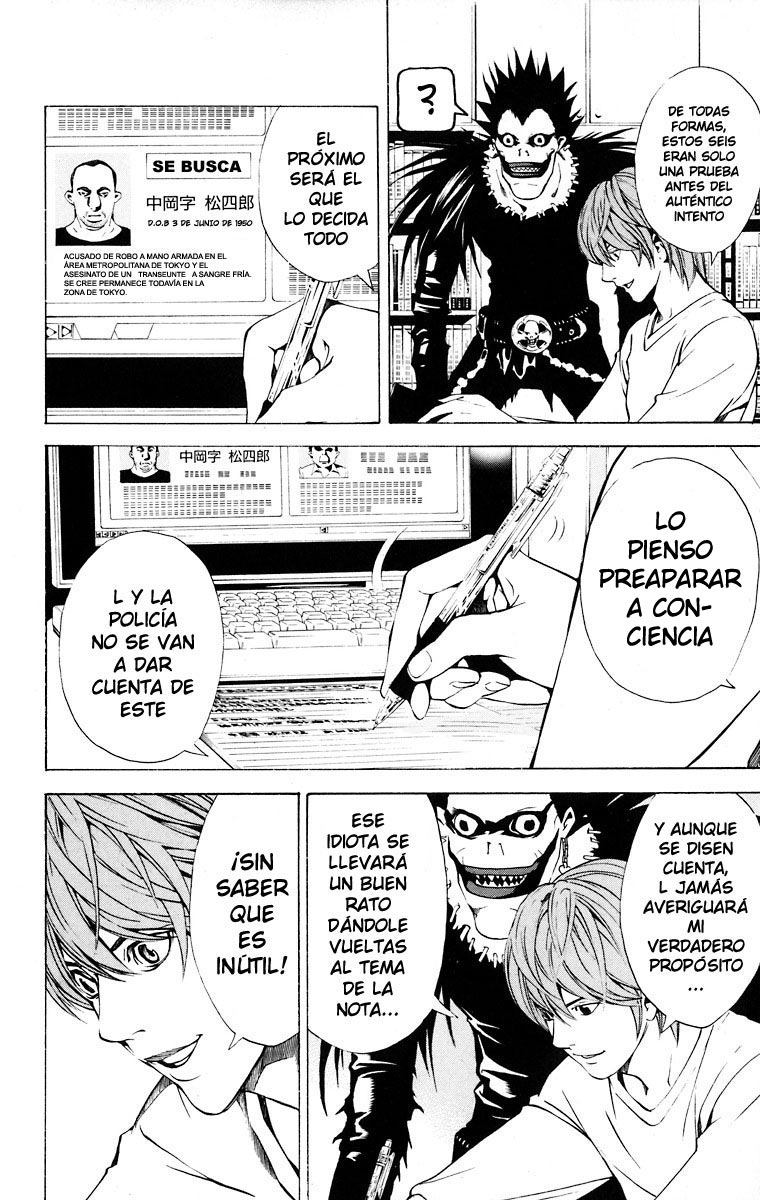 DE TODAS
FORMAS,
ESTOS SEIS
ERAN SOLO
UNA PRUEBA
ANTES DEL
AUTÉNTICO
INTENTO
?
EL
PRÓXIMO
SERÁ EL
QUE
LO DECIDA
TODO
SE BUSCA
中岡字 松四郎
D.O.B 3 DE JUNIO DE 1950
ACUSADO DE ROBO A MANO ARMADA EN EL
ÁREA METROPOLITANA DE TOKYO Y EL
ASESINATO DE UN TRANSEUNTE A SANGRE FRÍA.
SE CREE PERMANECE TODAVÍA EN LA
ZONA DE TOKYO.
LO
PIENSO
PREAPARAR
A CON-
CIENCIA
中岡字 松四郎
L Y LA
POLICÍA
NO SE VAN
A DAR
CUENTA DE
ESTE
Y AUNQUE
SE DISEN
CUENTA,
L JAMÁS
AVERIGUARÁ
MI
VERDADERO
PROPÓSITO
...
ESE
IDIOTA SE
LLEVARÁ
UN BUEN
RATO
DÁNDOLE
VUELTAS
AL TEMA
DE LA
NOTA...
¡SIN
SABER
QUE
ES
INÚTIL!